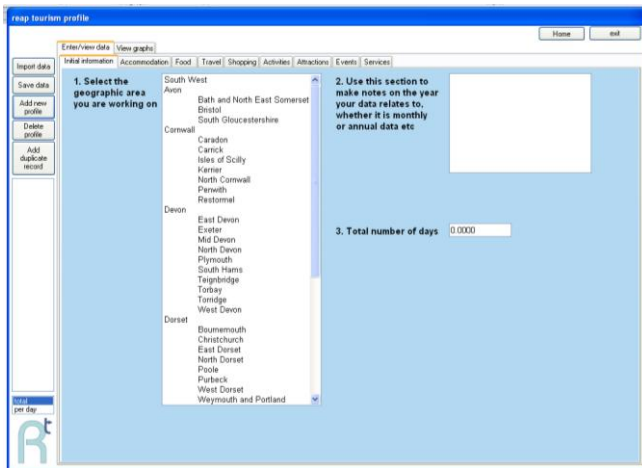 reap tourism profile
Home
exit
Enter/view data
View graphs
Initial information
Accommodation
Food
Travel
Shopping
Activities
Attractions
Events
Services
Import data
Save data
Add new
profile
Delete
profile
Add
duplicate
record
1. Select the
geographic area
you are working on
South West
Avon
Bath and North East Somerset
Bristol
South Gloucestershire
Cornwall
Caradon
Carrick
Isles of Scilly
Kerrier
North Cornwall
Penwith
Restormel
Devon
East Devon
Exeter
Mid Devon
North Devon
Plymouth
South Hams
Teignbridge
Torbay
Torridge
West Devon
Dorset
Bournemouth
Christchurch
East Dorset
North Dorset
Poole
Purbeck
West Dorset
Weymouth and Portland
2. Use this section to
make notes on the year
your data relates to,
whether it is monthly
or annual data etc
3. Total number of days
0.0000
total
per day
Rt